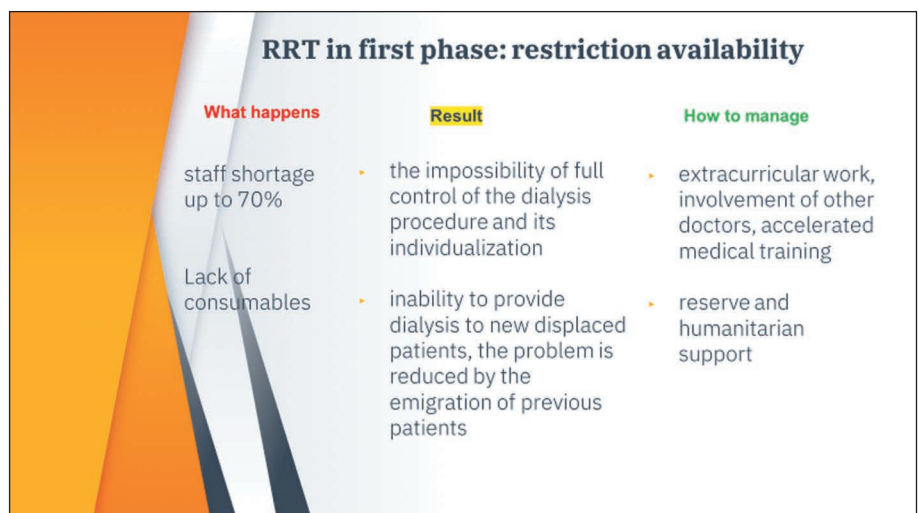 RRT in first phase: restriction availability
What happens
Result
How to manage
staff shortage
up to 70%
the impossibility of full
control of the dialysis
procedure and its
individualization
extracurricular work,
involvement of other
doctors, accelerated
medical training
Lack of
consumables
inability to provide
dialysis to new displaced
patients, the problem is
reduced by the
emigration of previous
patients
reserve and
humanitarian
support